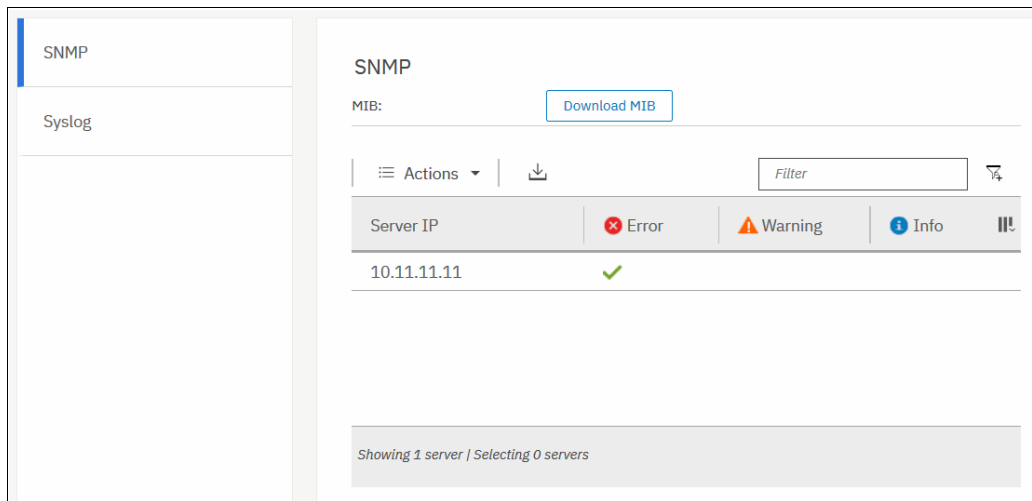 SNMP
Syslog
SNMP
MIB: Download MIB
Actions Filter
Server IP Error Warning Info
10.11.11.11
Showing 1 server | Selecting 0 servers